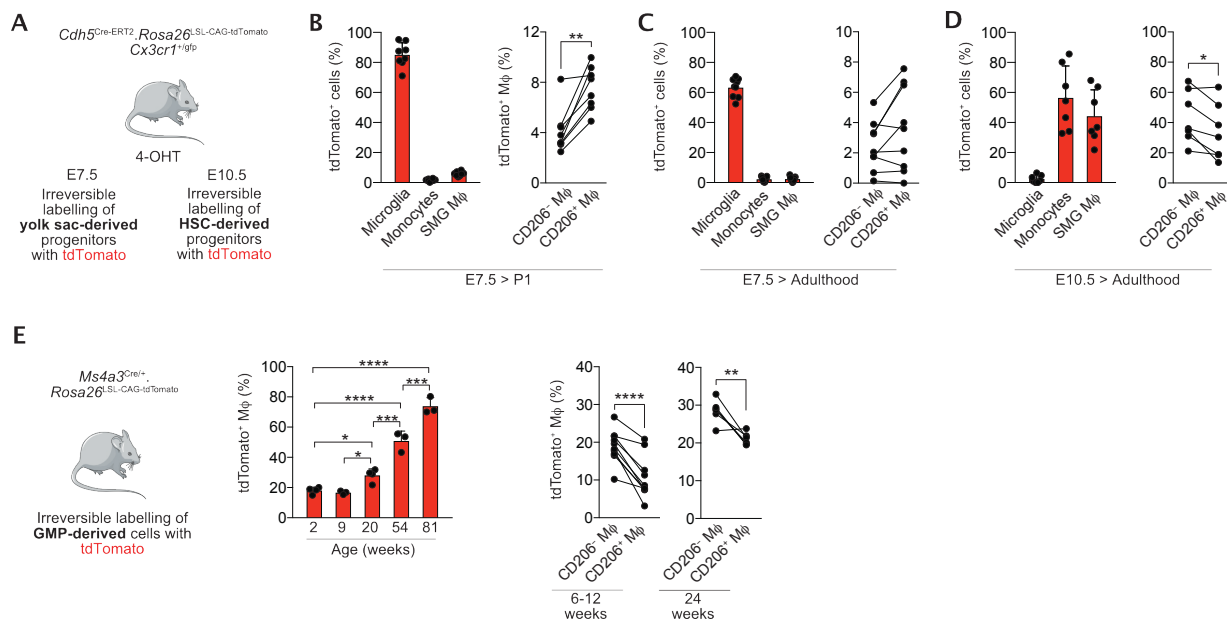 A
Cdh5Cre-ERT2.Rosa26LSL-CAG-tdTomato
Cx3cr1+/gfp
4-OHT
E7.5
Irreversible
labelling of
yolk sac-derived
progenitors
with tdTomato
E10.5
Irreversible
labelling of
HSC-derived
progenitors
with tdTomato
B
tdTomato+ cells (%)
100
80
60
40
20
0
Microglia
Monocytes
SMG Mϕ
tdTomato+ Mϕ (%)
12
8
4
0
**
CD206- Mϕ
CD206+ Mϕ
E7.5 > P1
C
tdTomato+ cells (%)
100
80
60
40
20
0
Microglia
Monocytes
SMG Mϕ
10
8
6
4
2
0
CD206- Mϕ
CD206+ Mϕ
E7.5 > Adulthood
D
tdTomato+ cells (%)
100
80
60
40
20
0
Microglia
Monocytes
SMG Mϕ
100
80
60
40
20
0
*
CD206- Mϕ
CD206+ Mϕ
E10.5 > Adulthood
E
Ms4a3Cre/+.
Rosa26LSL-CAG-tdTomato
Irreversible labelling of
GMP-derived cells with
tdTomato
tdTomato+ Mϕ (%)
100
80
60
40
20
0
****
***
****
***
*
*
2 9 20 54 81
Age (weeks)
tdTomato+ Mϕ (%)
40
30
20
10
0
****
CD206- Mϕ
CD206+ Mϕ
6-12
weeks
40
30
20
10
0
**
CD206- Mϕ
CD206+ Mϕ
24
weeks